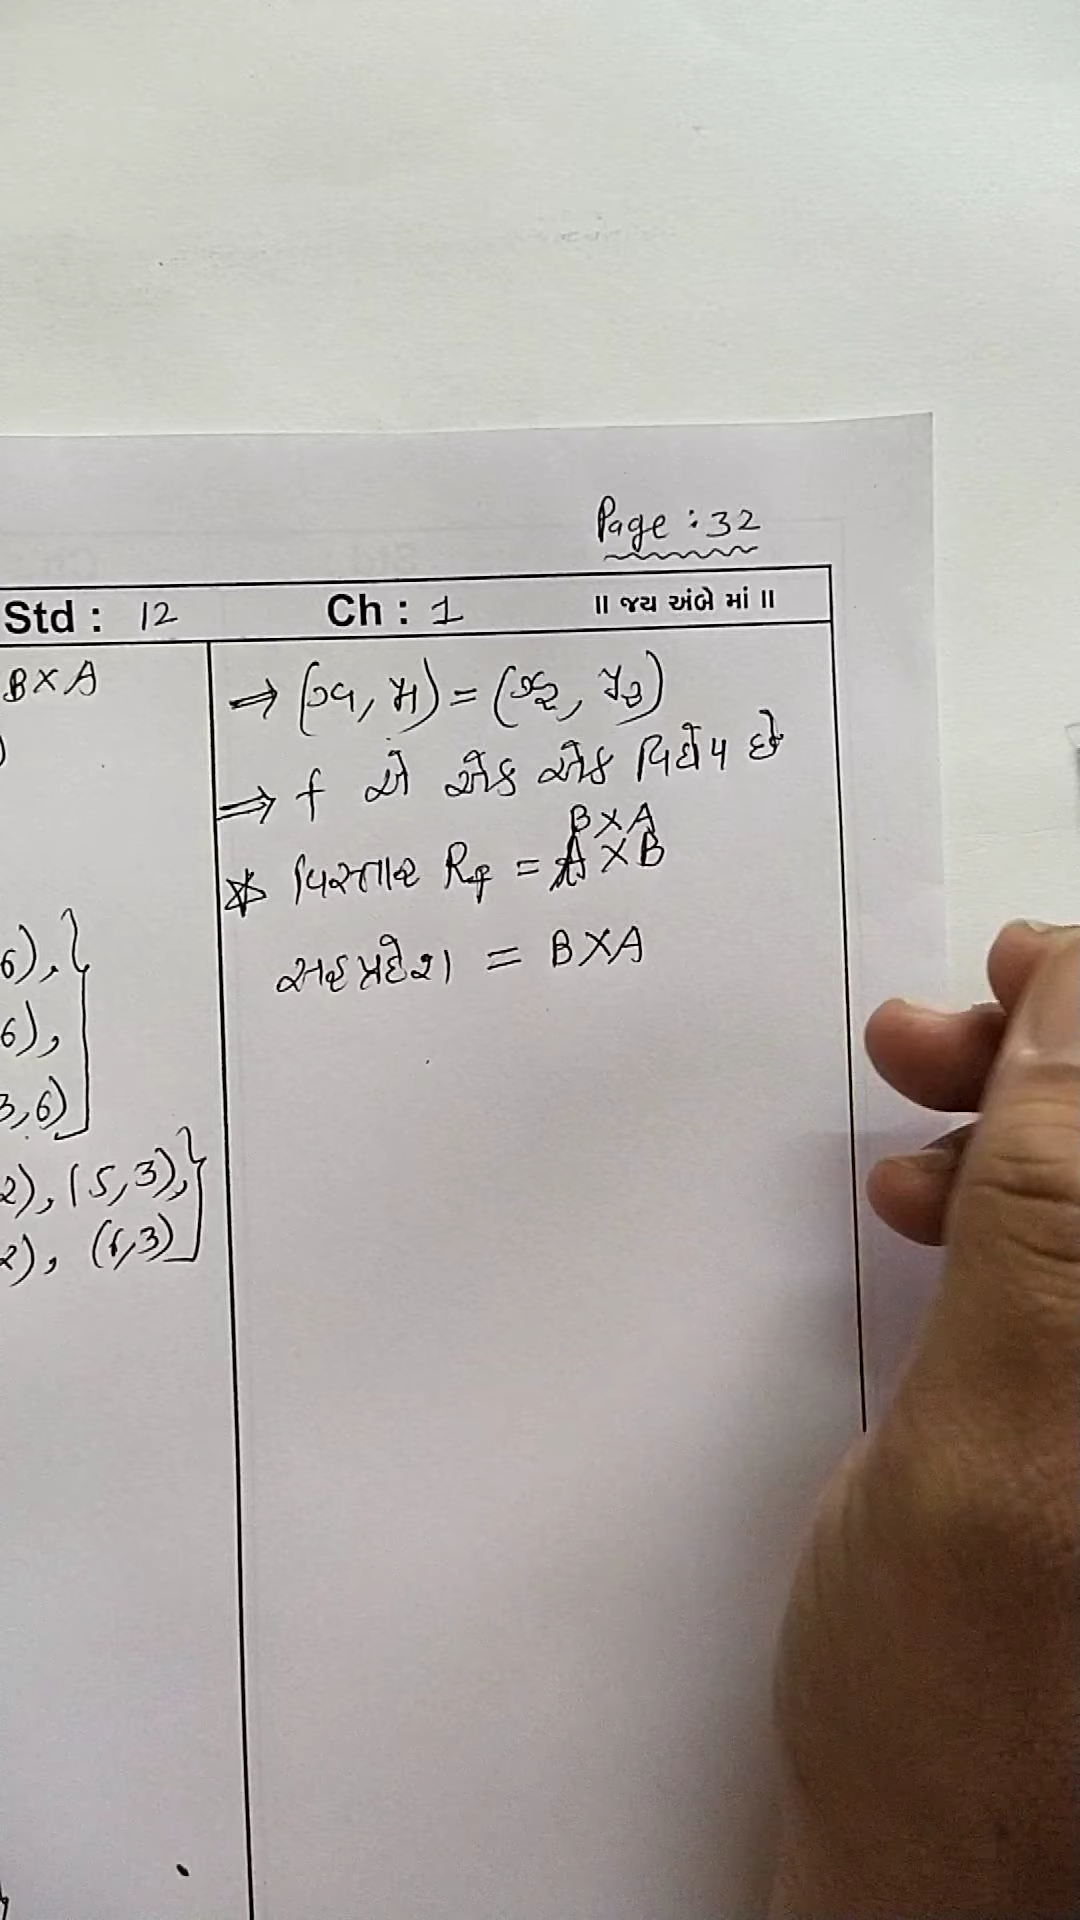 Page : 32
Std : 12 Ch : 1 ॥ જય અંબે માં ॥
B×A
)
6),}
6),
3,6)
2), (5,3),}
2), (6,3)
⇒ (x₁, y₁) = (x₂, y₂)
⇒ f એ એક એક વિધેય છે
B×A
* વિસ્તાર Rf = A×B
સહપ્રદેશ = B×A